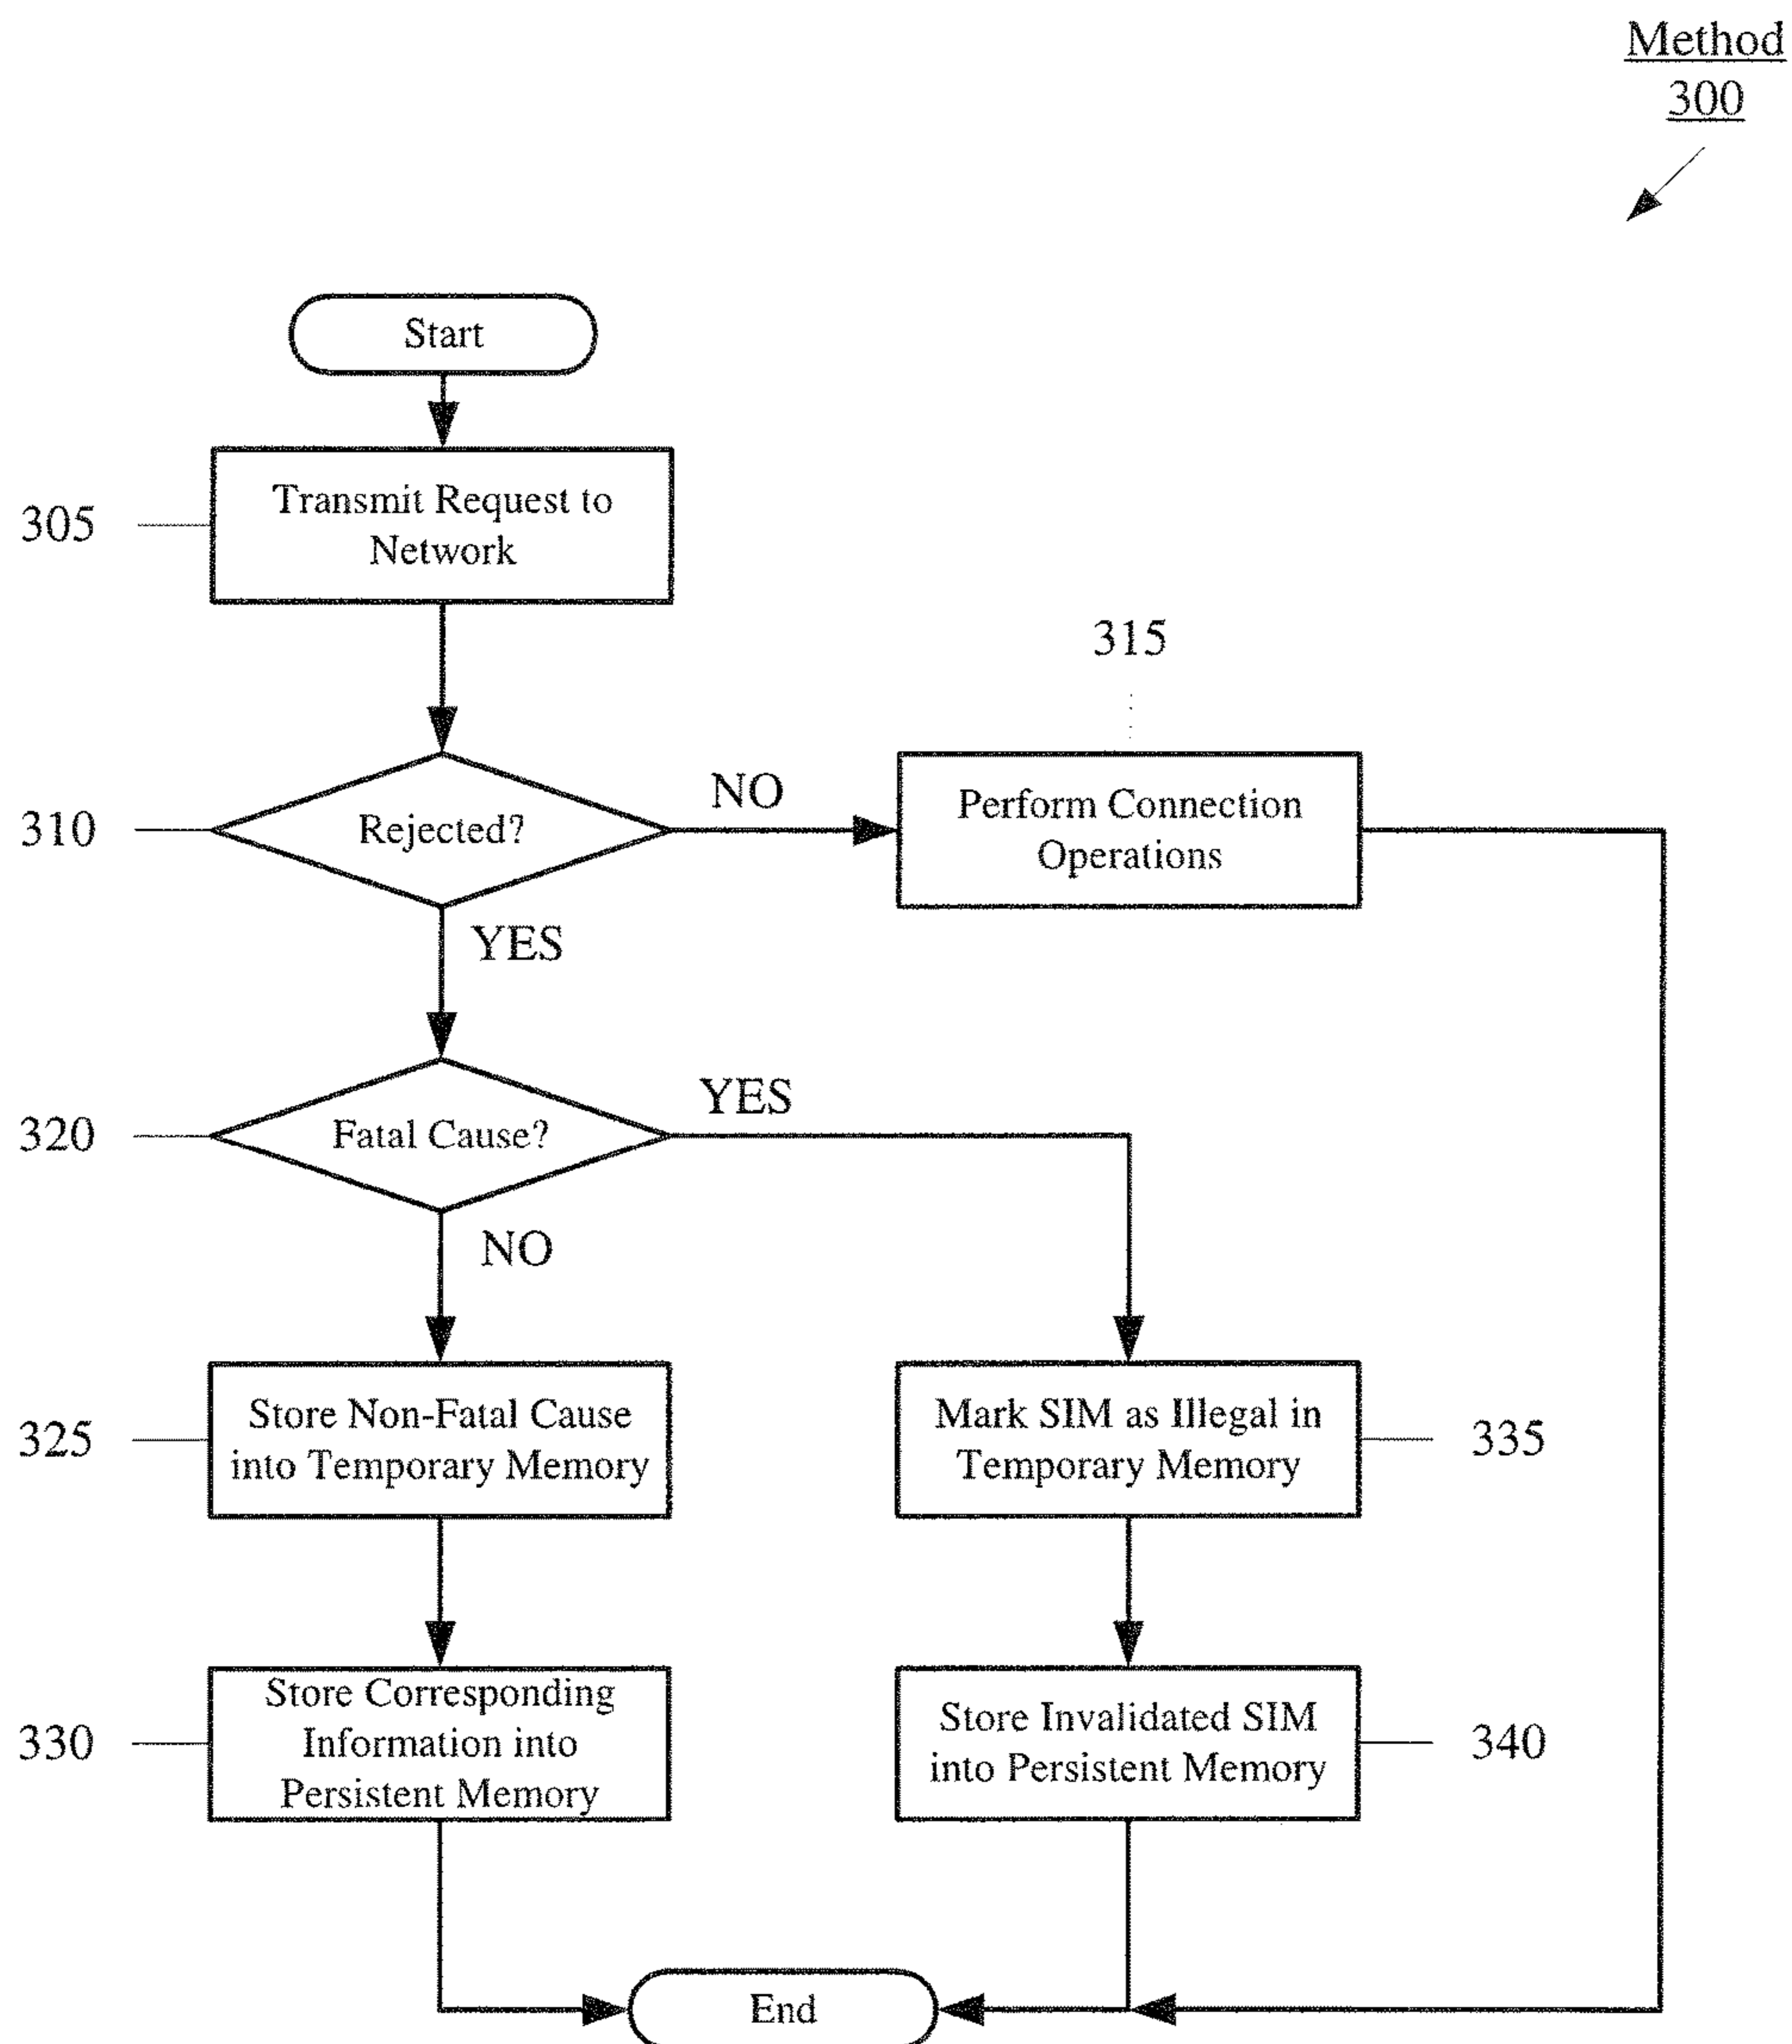 Method
300
Start
305
Transmit Request to
Network
315
310
Rejected?
NO
Perform Connection
Operations
YES
320
Fatal Cause?
YES
NO
325
Store Non-Fatal Cause
into Temporary Memory
Mark SIM as Illegal in
Temporary Memory
335
330
Store Corresponding
Information into
Persistent Memory
Store Invalidated SIM
into Persistent Memory
340
End